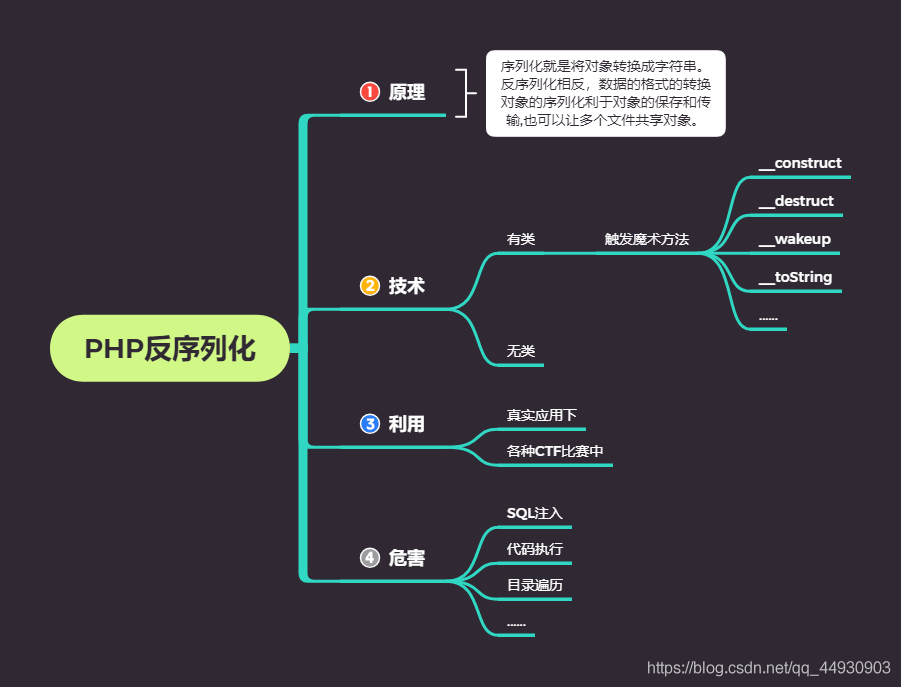 PHP反序列化
1 原理
序列化就是将对象转换成字符串。
反序列化相反，数据的格式的转换
对象的序列化利于对象的保存和传
输,也可以让多个文件共享对象。
2 技术
有类
触发魔术方法
__construct
__destruct
__wakeup
__toString
......
无类
3 利用
真实应用下
各种CTF比赛中
4 危害
SQL注入
代码执行
目录遍历
......
https://blog.csdn.net/qq_44930903